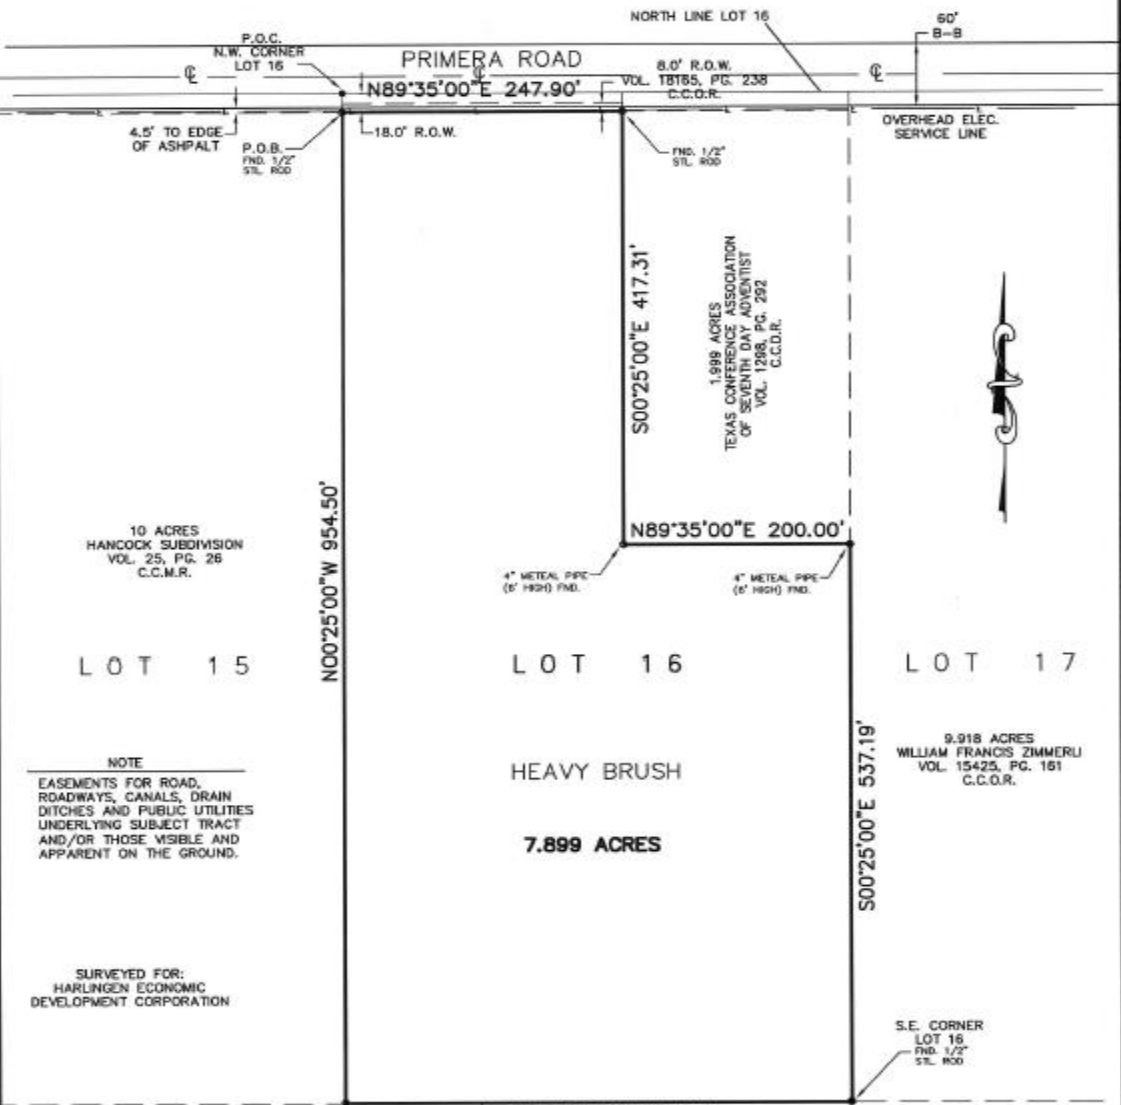 NORTH LINE LOT 16
60'
B-B
P.O.C.
N.W. CORNER
LOT 16
PRIMERA ROAD
8.0' R.O.W.
VOL. 18165, PG. 238
C.C.O.R.
N89°35'00"E 247.90'
4.5' TO EDGE
OF ASHPALT
P.O.B.
FND. 1/2"
STL. ROD
18.0' R.O.W.
FND. 1/2"
STL. ROD
OVERHEAD ELEC.
SERVICE LINE
S00°25'00"E 417.31'
1.999 ACRES
TEXAS CONFERENCE ASSOCIATION
OF SEVENTH DAY ADVENTIST
VOL. 1298, PG. 292
C.C.D.R.
N00°25'00"W 954.50'
10 ACRES
HANCOCK SUBDIVISION
VOL. 25, PG. 26
C.C.M.R.
N89°35'00"E 200.00'
4" METEAL PIPE
(6' HIGH) FND.
4" METEAL PIPE
(6' HIGH) FND.
LOT 15
LOT 16
LOT 17
S00°25'00"E 537.19'
9.918 ACRES
WILLIAM FRANCIS ZIMMERLI
VOL. 15425, PG. 161
C.C.O.R.
HEAVY BRUSH
7.899 ACRES
NOTE
EASEMENTS FOR ROAD,
ROADWAYS, CANALS, DRAIN
DITCHES AND PUBLIC UTILITIES
UNDERLYING SUBJECT TRACT
AND/OR THOSE VISIBLE AND
APPARENT ON THE GROUND.
SURVEYED FOR:
HARLINGEN ECONOMIC
DEVELOPMENT CORPORATION
S.E. CORNER
LOT 16
FND. 1/2"
STL. ROD